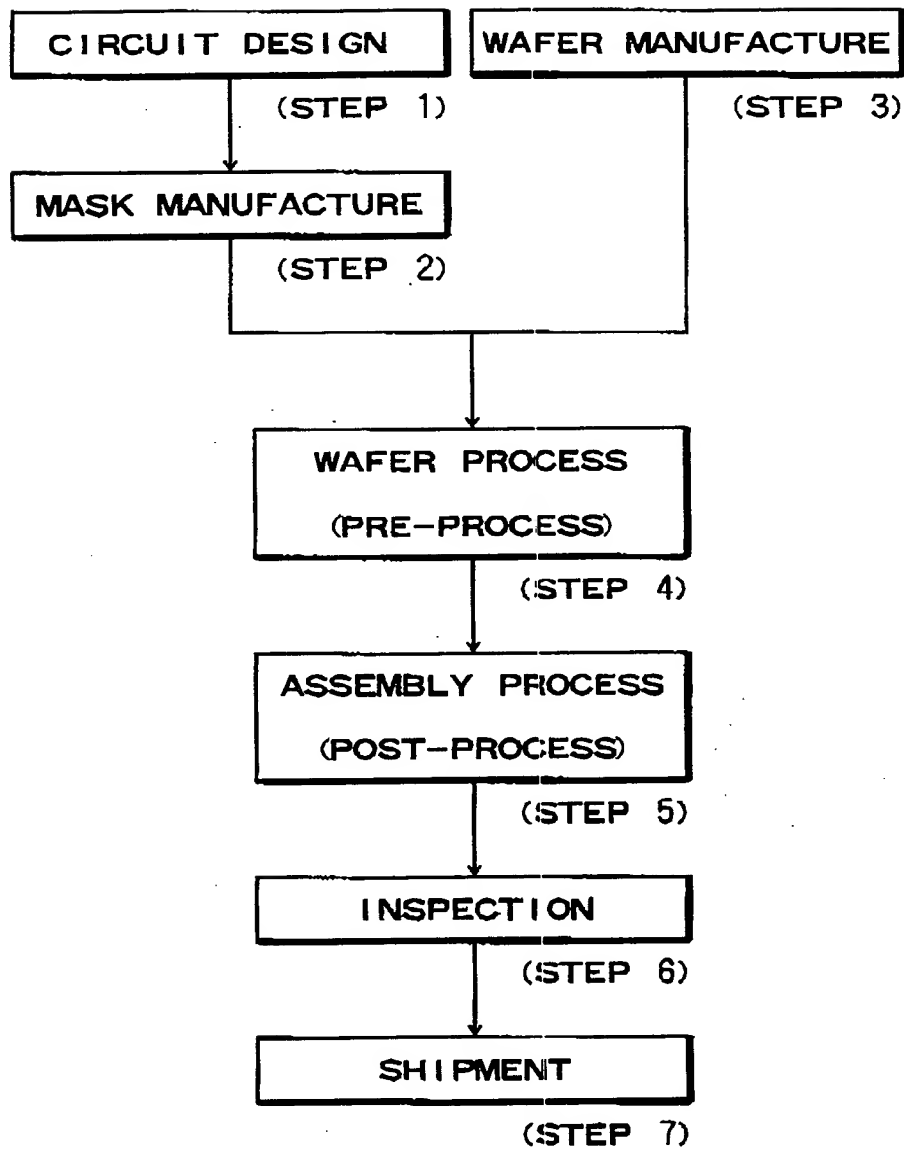 CIRCUIT DESIGN
(STEP 1)
WAFER MANUFACTURE
(STEP 3)
MASK MANUFACTURE
(STEP 2)
WAFER PROCESS
(PRE-PROCESS)
(STEP 4)
ASSEMBLY PROCESS
(POST-PROCESS)
(STEP 5)
INSPECTION
(STEP 6)
SHIPMENT
(STEP 7)